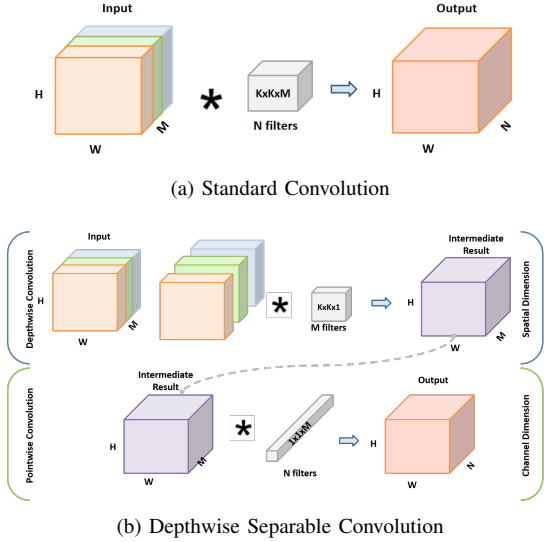 Input
Output
H
KxKxM
H
M
N
W
N filters
W
(a) Standard Convolution
Depthwise Convolution
Input
Intermediate
Result
Spatial Dimension
H
KxKx1
H
M
M filters
M
W
W
Pointwise Convolution
Intermediate
Result
Output
Channel Dimension
H
1x1xM
H
M
N
W
N filters
W
(b) Depthwise Separable Convolution